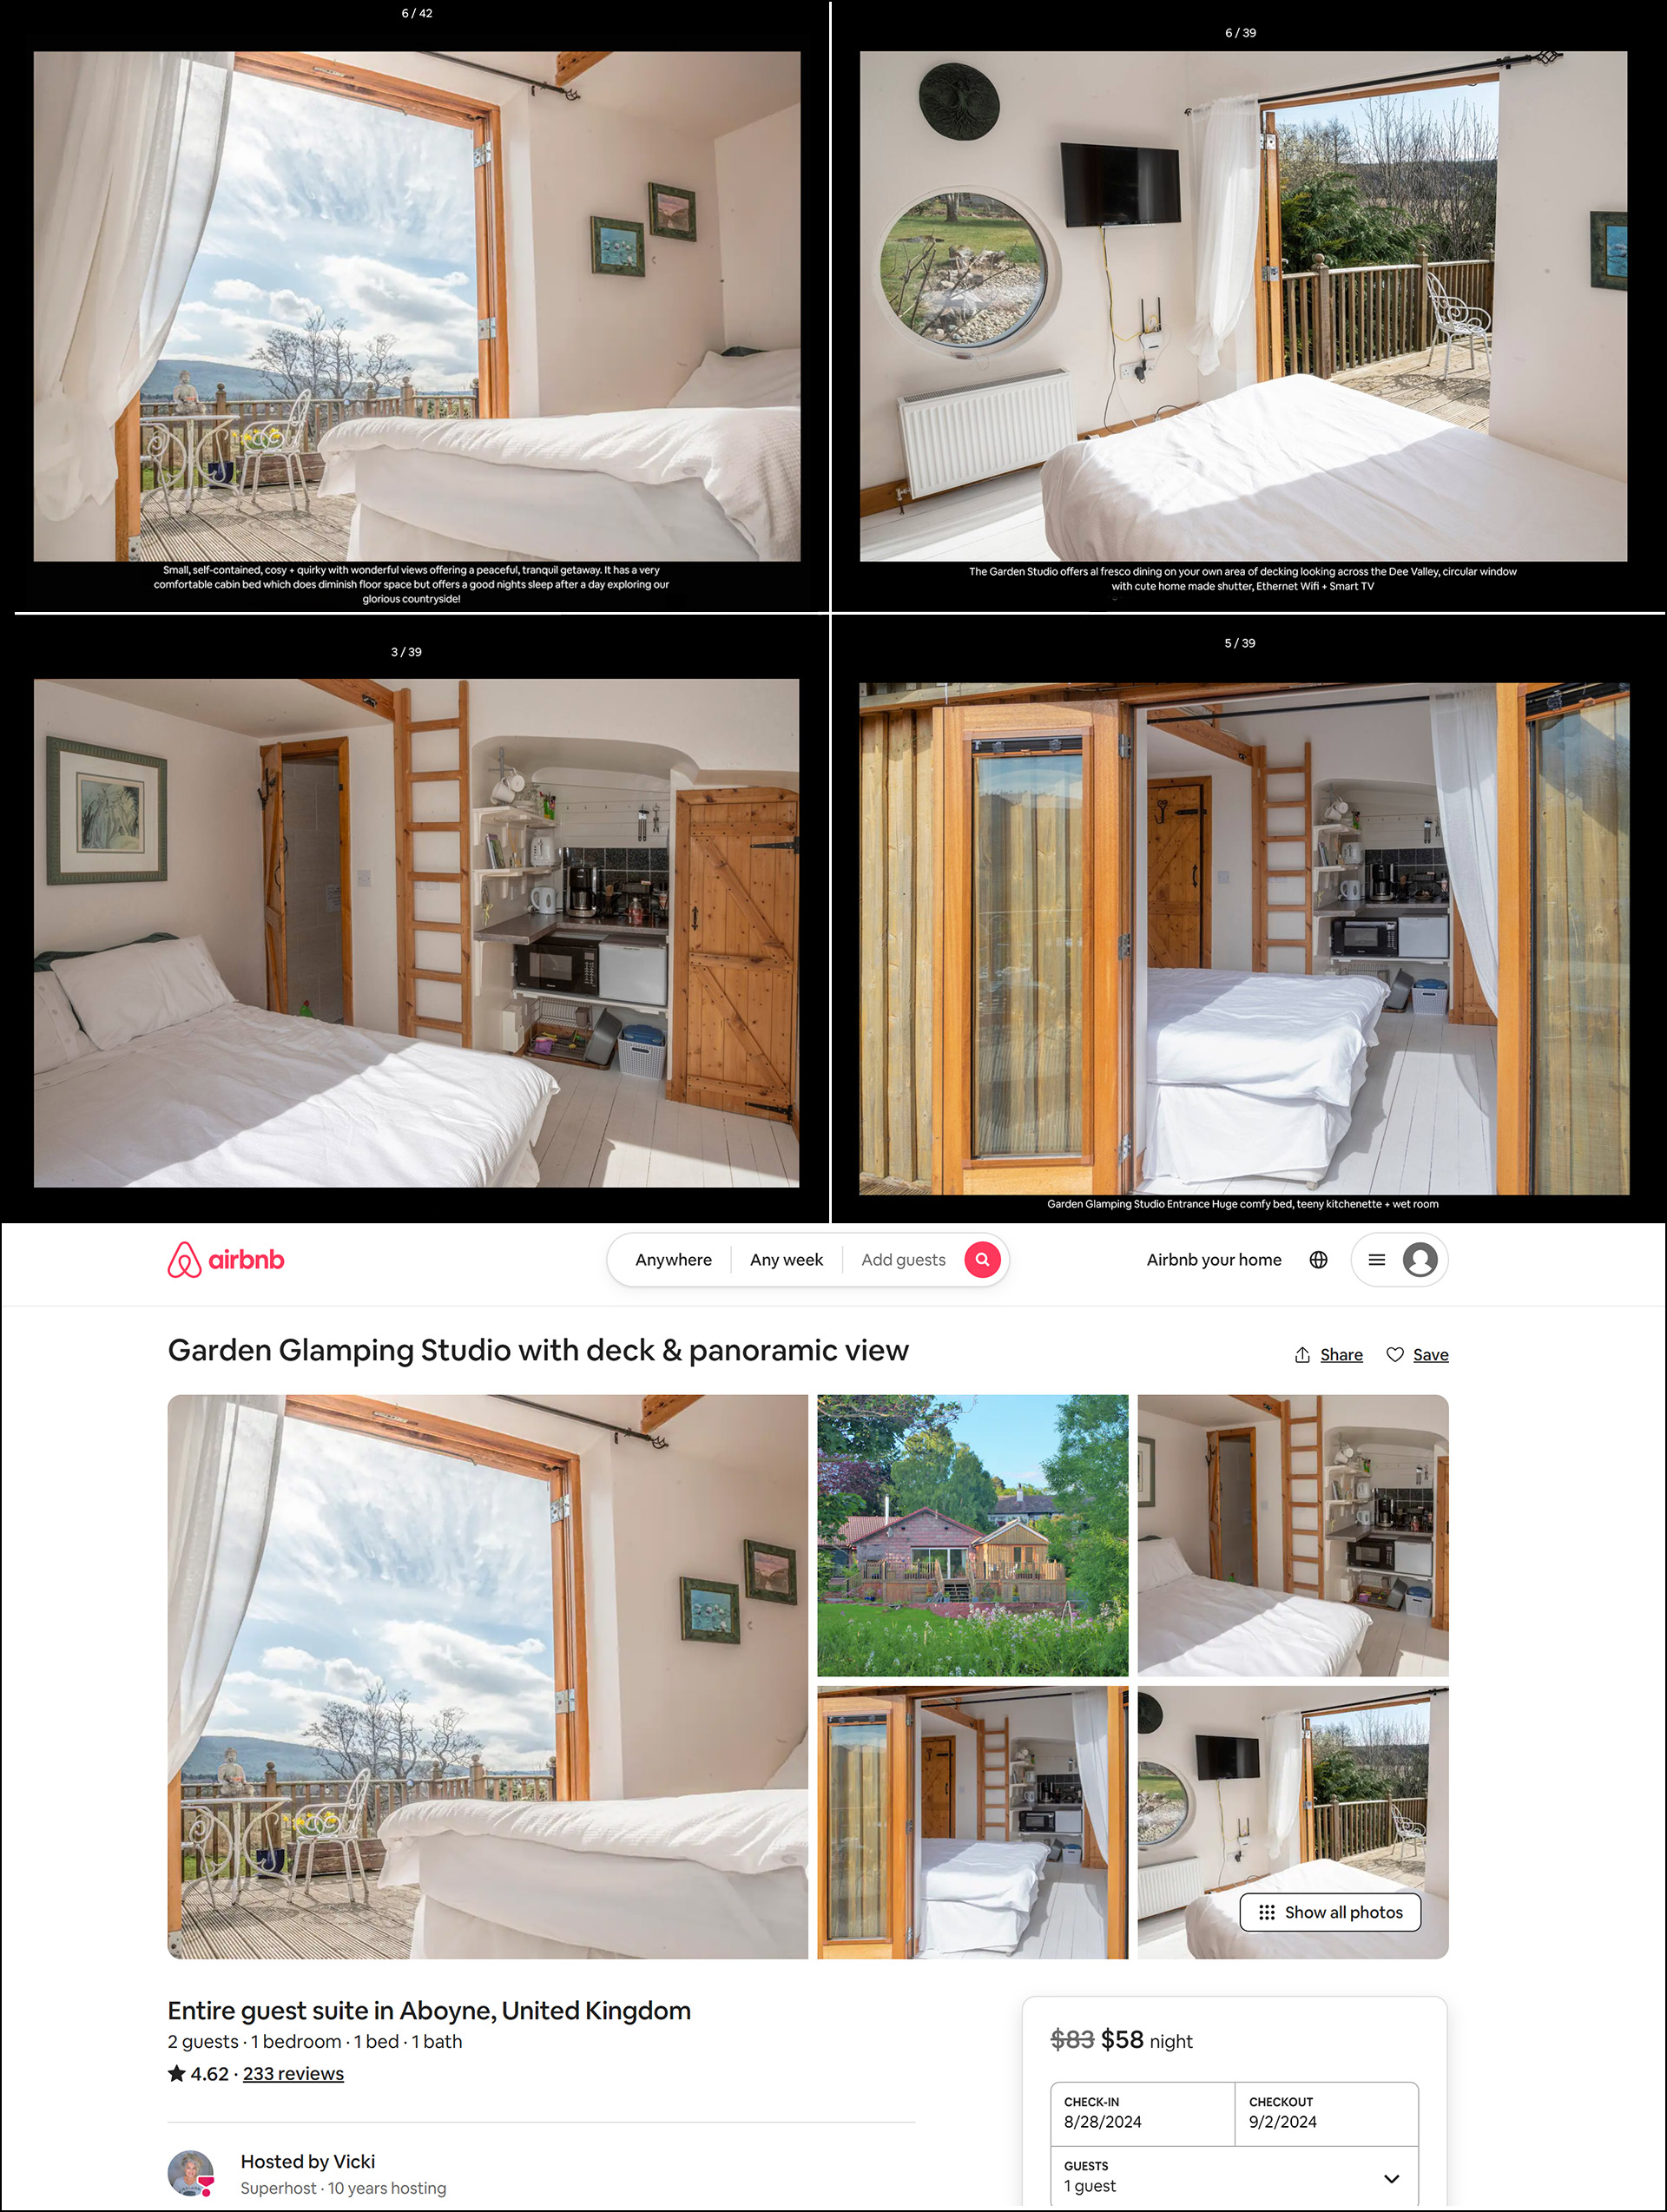 6 / 42
Small, self-contained, cosy + quirky with wonderful views offering a peaceful, tranquil getaway. It has a very
comfortable cabin bed which does diminish floor space but offers a good nights sleep after a day exploring our
glorious countryside!
6 / 39
The Garden Studio offers al fresco dining on your own area of decking looking across the Dee Valley, circular window
with cute home made shutter, Ethernet Wifi + Smart TV
3 / 39
5 / 39
Garden Glamping Studio Entrance Huge comfy bed, teeny kitchenette + wet room
airbnb
Anywhere
Any week
Add guests
Airbnb your home
Garden Glamping Studio with deck & panoramic view
Share
Save
Show all photos
Entire guest suite in Aboyne, United Kingdom
2 guests · 1 bedroom · 1 bed · 1 bath
4.62 · 233 reviews
Hosted by Vicki
Superhost · 10 years hosting
$83 $58 night
CHECK-IN
8/28/2024
CHECKOUT
9/2/2024
GUESTS
1 guest